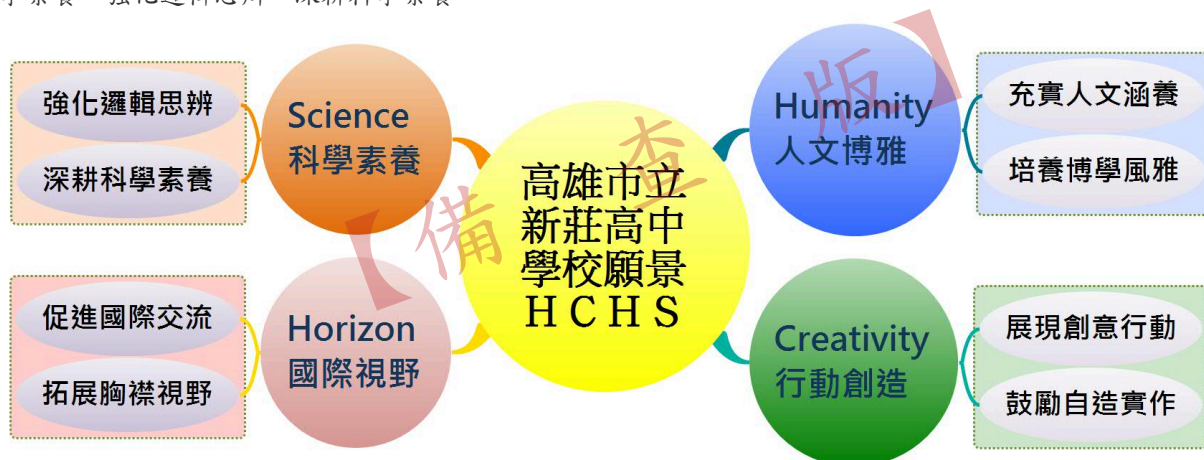 強化邏輯思辨
深耕科學素養
Science
科學素養
促進國際交流
拓展胸襟視野
Horizon
國際視野
高雄市立
新莊高中
學校願景
HCHS
Humanity
人文博雅
充實人文涵養
培養博學風雅
Creativity
行動創造
展現創意行動
鼓勵自造實作
【備查版】